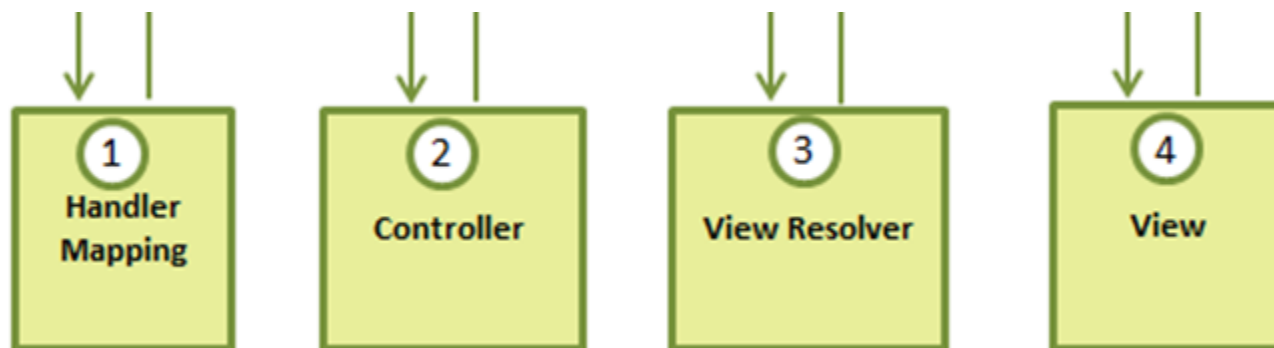 1
Handler
Mapping
2
Controller
3
View Resolver
4
View